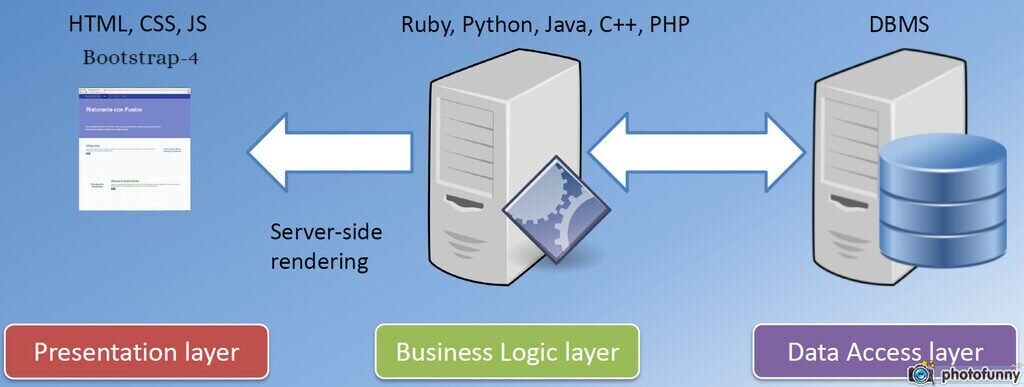 HTML, CSS, JS
Bootstrap-4
Ruby, Python, Java, C++, PHP
DBMS
Ristorante con Fusion
Server-side
rendering
Presentation layer
Business Logic layer
Data Access layer
photofunny